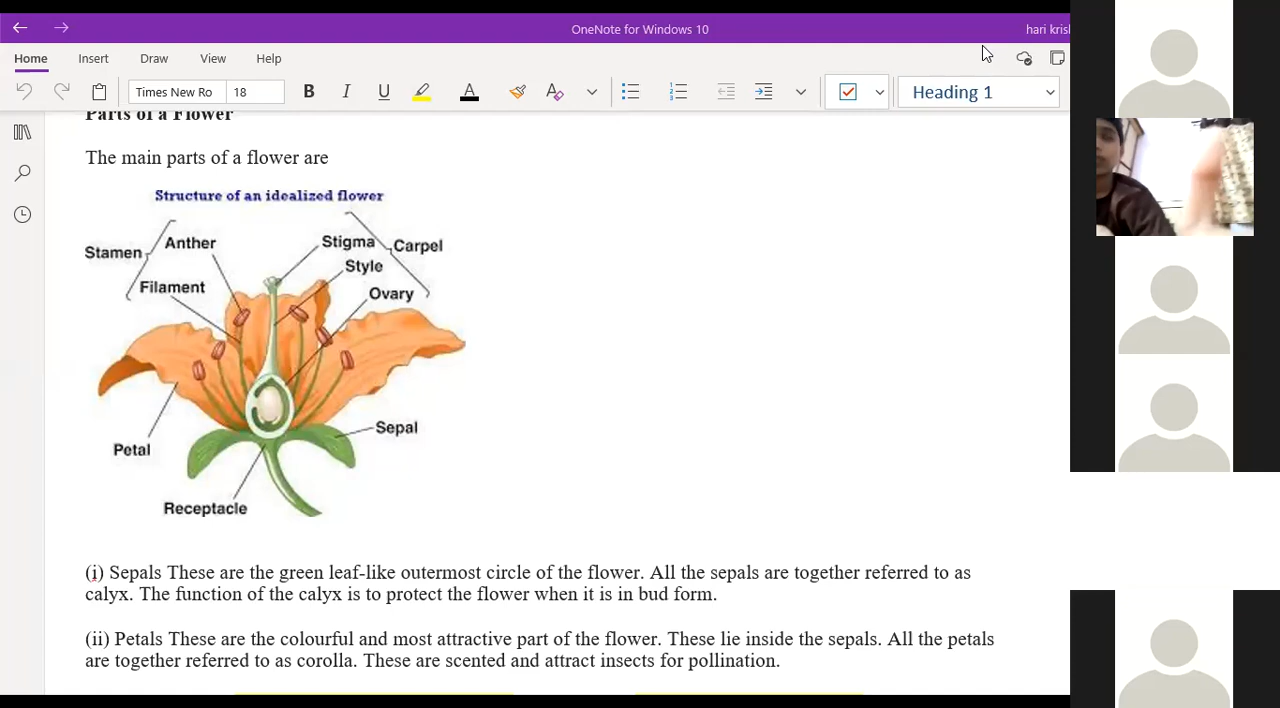 OneNote for Windows 10
hari krisl
Home Insert Draw View Help
Times New Ro 18 B I U A A Heading 1
Parts of a Flower
The main parts of a flower are
Structure of an idealized flower
Stamen
Anther
Filament
Stigma
Style
Ovary
Carpel
Petal
Sepal
Receptacle
(i) Sepals These are the green leaf-like outermost circle of the flower. All the sepals are together referred to as
calyx. The function of the calyx is to protect the flower when it is in bud form.
(ii) Petals These are the colourful and most attractive part of the flower. These lie inside the sepals. All the petals
are together referred to as corolla. These are scented and attract insects for pollination.